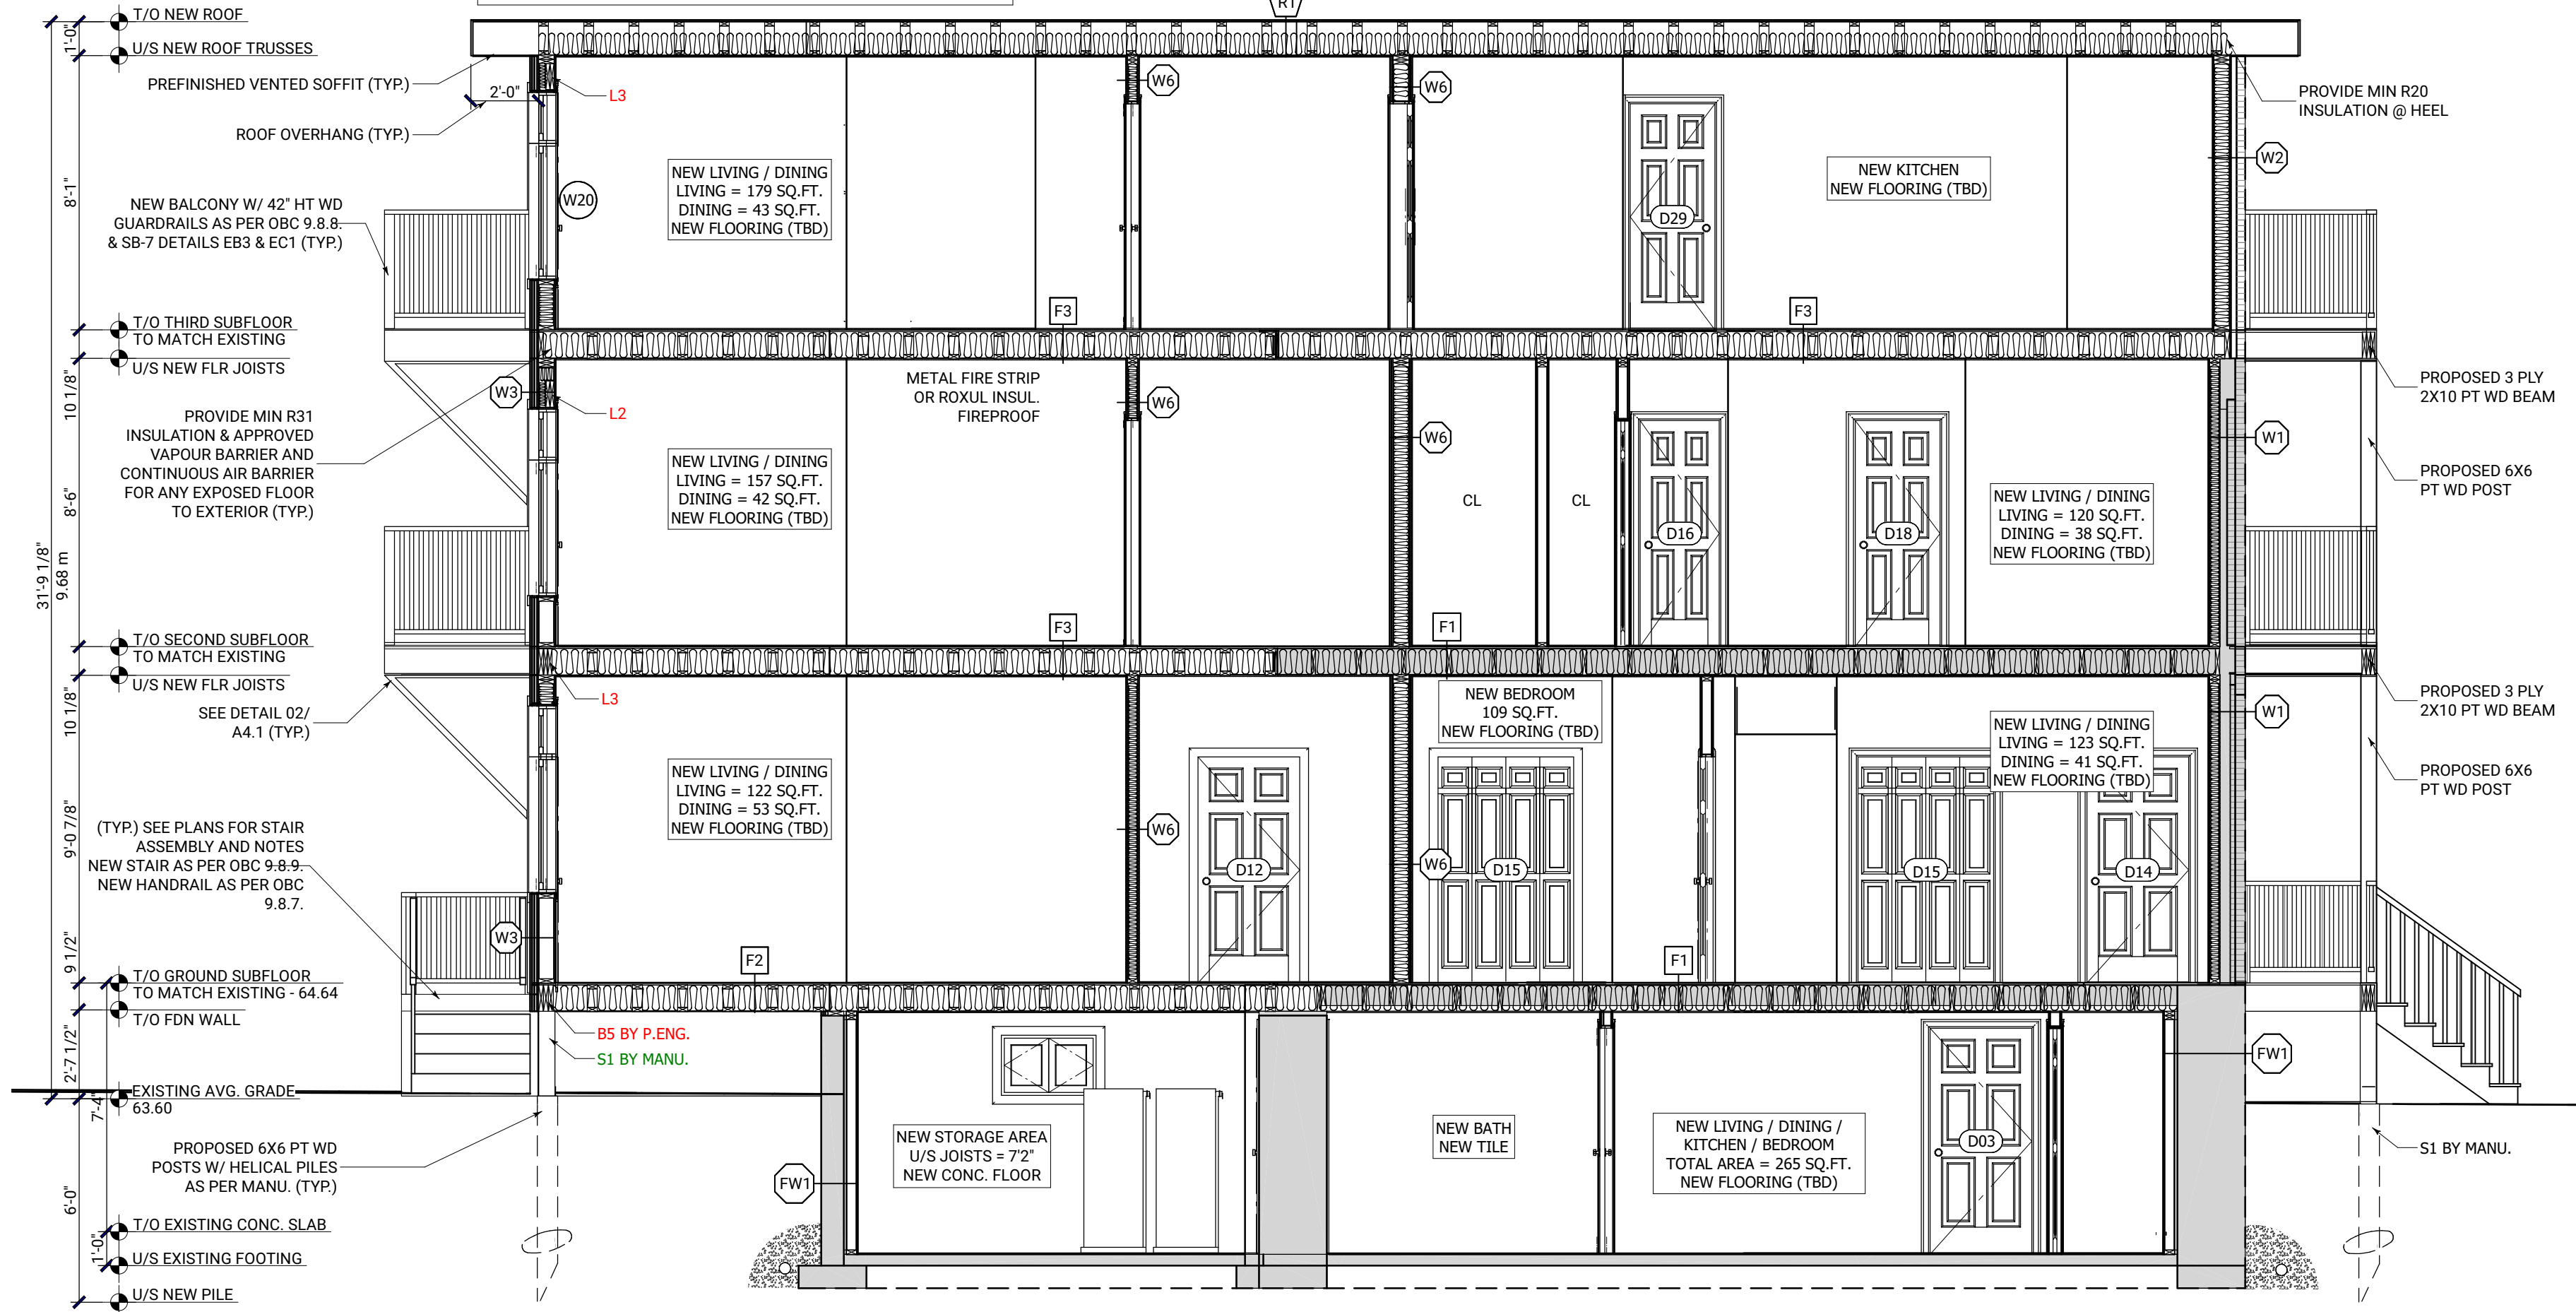 R1
T/O NEW ROOF
1'-0"
U/S NEW ROOF TRUSSES
PREFINISHED VENTED SOFFIT (TYP.)
2'-0"
ROOF OVERHANG (TYP.)
L3
W6
W6
PROVIDE MIN R20
INSULATION @ HEEL
W2
8'-1"
NEW BALCONY W/ 42" HT WD
GUARDRAILS AS PER OBC 9.8.8.
& SB-7 DETAILS EB3 & EC1 (TYP.)
W20
NEW LIVING / DINING
LIVING = 179 SQ.FT.
DINING = 43 SQ.FT.
NEW FLOORING (TBD)
D29
NEW KITCHEN
NEW FLOORING (TBD)
F3
F3
T/O THIRD SUBFLOOR
TO MATCH EXISTING
U/S NEW FLR JOISTS
10 1/8"
W3
L2
METAL FIRE STRIP
OR ROXUL INSUL.
FIREPROOF
W6
W6
W1
PROPOSED 3 PLY
2X10 PT WD BEAM
PROPOSED 6X6
PT WD POST
PROVIDE MIN R31
INSULATION & APPROVED
VAPOUR BARRIER AND
CONTINUOUS AIR BARRIER
FOR ANY EXPOSED FLOOR
TO EXTERIOR (TYP.)
8'-6"
31'-9 1/8"
9.68 m
NEW LIVING / DINING
LIVING = 157 SQ.FT.
DINING = 42 SQ.FT.
NEW FLOORING (TBD)
CL
CL
D16
D18
NEW LIVING / DINING
LIVING = 120 SQ.FT.
DINING = 38 SQ.FT.
NEW FLOORING (TBD)
F3
F1
T/O SECOND SUBFLOOR
TO MATCH EXISTING
U/S NEW FLR JOISTS
10 1/8"
SEE DETAIL 02/
A4.1 (TYP.)
L3
NEW BEDROOM
109 SQ.FT.
NEW FLOORING (TBD)
NEW LIVING / DINING
LIVING = 123 SQ.FT.
DINING = 41 SQ.FT.
NEW FLOORING (TBD)
W1
PROPOSED 3 PLY
2X10 PT WD BEAM
PROPOSED 6X6
PT WD POST
9'-0 7/8"
(TYP.) SEE PLANS FOR STAIR
ASSEMBLY AND NOTES
NEW STAIR AS PER OBC 9.8.9.
NEW HANDRAIL AS PER OBC
9.8.7.
NEW LIVING / DINING
LIVING = 122 SQ.FT.
DINING = 53 SQ.FT.
NEW FLOORING (TBD)
W6
D12
W6
D15
D15
D14
W3
F2
F1
9 1/2"
T/O GROUND SUBFLOOR
TO MATCH EXISTING - 64.64
T/O FDN WALL
2'-7 1/2"
B5 BY P.ENG.
S1 BY MANU.
FW1
EXISTING AVG. GRADE
63.60
7'-4"
PROPOSED 6X6 PT WD
POSTS W/ HELICAL PILES
AS PER MANU. (TYP.)
FW1
NEW STORAGE AREA
U/S JOISTS = 7'2"
NEW CONC. FLOOR
NEW BATH
NEW TILE
NEW LIVING / DINING /
KITCHEN / BEDROOM
TOTAL AREA = 265 SQ.FT.
NEW FLOORING (TBD)
D03
S1 BY MANU.
6'-0"
T/O EXISTING CONC. SLAB
1'-0"
U/S EXISTING FOOTING
U/S NEW PILE